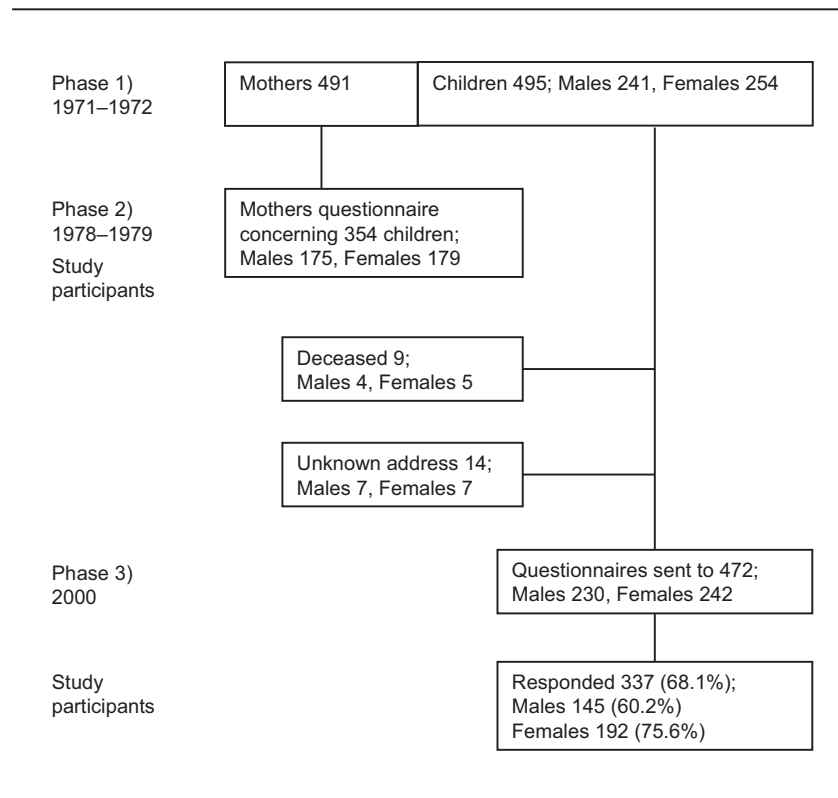 Phase 1)
1971–1972
Mothers 491
Children 495; Males 241, Females 254
Phase 2)
1978–1979
Study
participants
Mothers questionnaire
concerning 354 children;
Males 175, Females 179
Deceased 9;
Males 4, Females 5
Unknown address 14;
Males 7, Females 7
Phase 3)
2000
Questionnaires sent to 472;
Males 230, Females 242
Study
participants
Responded 337 (68.1%);
Males 145 (60.2%)
Females 192 (75.6%)